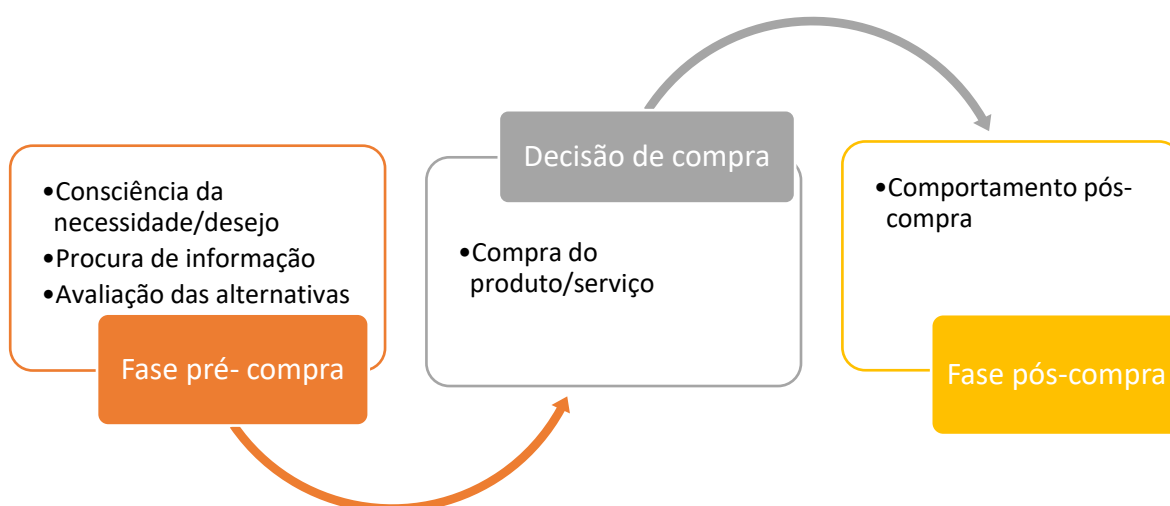 •Consciência da
necessidade/desejo
•Procura de informação
•Avaliação das alternativas
Fase pré- compra
Decisão de compra
•Compra do
produto/serviço
•Comportamento pós-
compra
Fase pós-compra